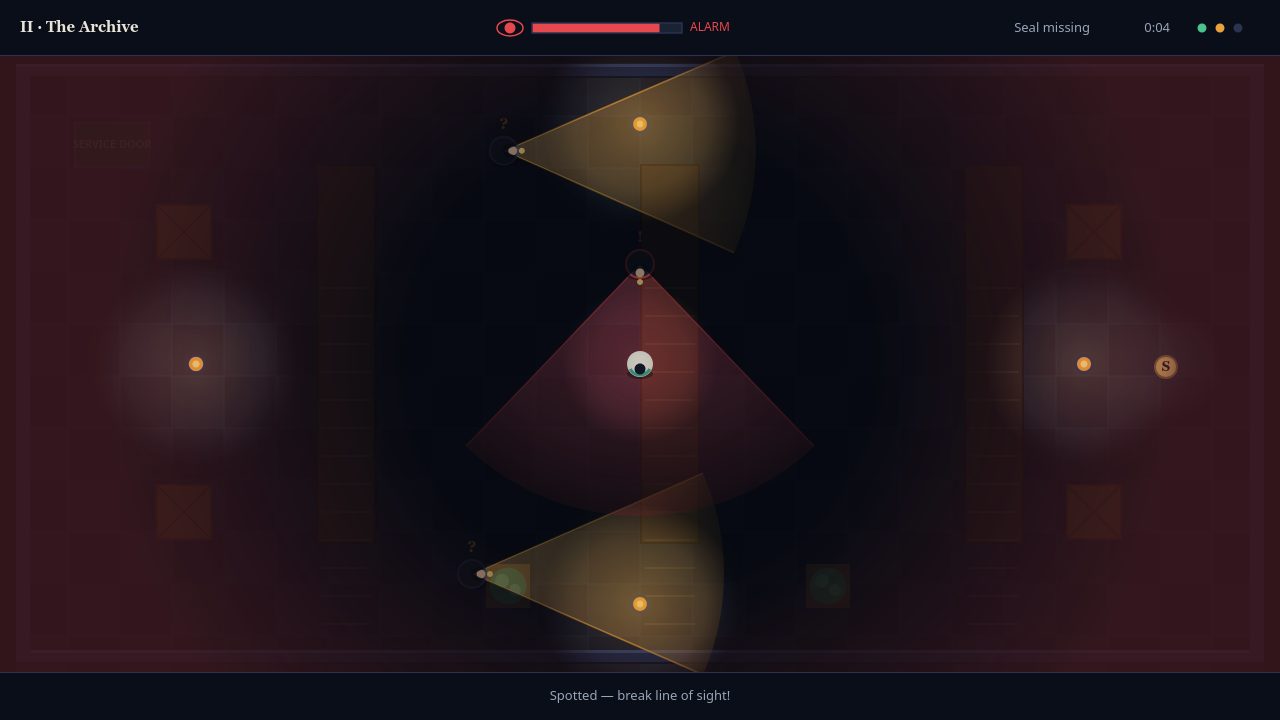 II · The Archive
ALARM
Seal missing
0:04
?
SERVICE DOOR
!
S
?
Spotted — break line of sight!